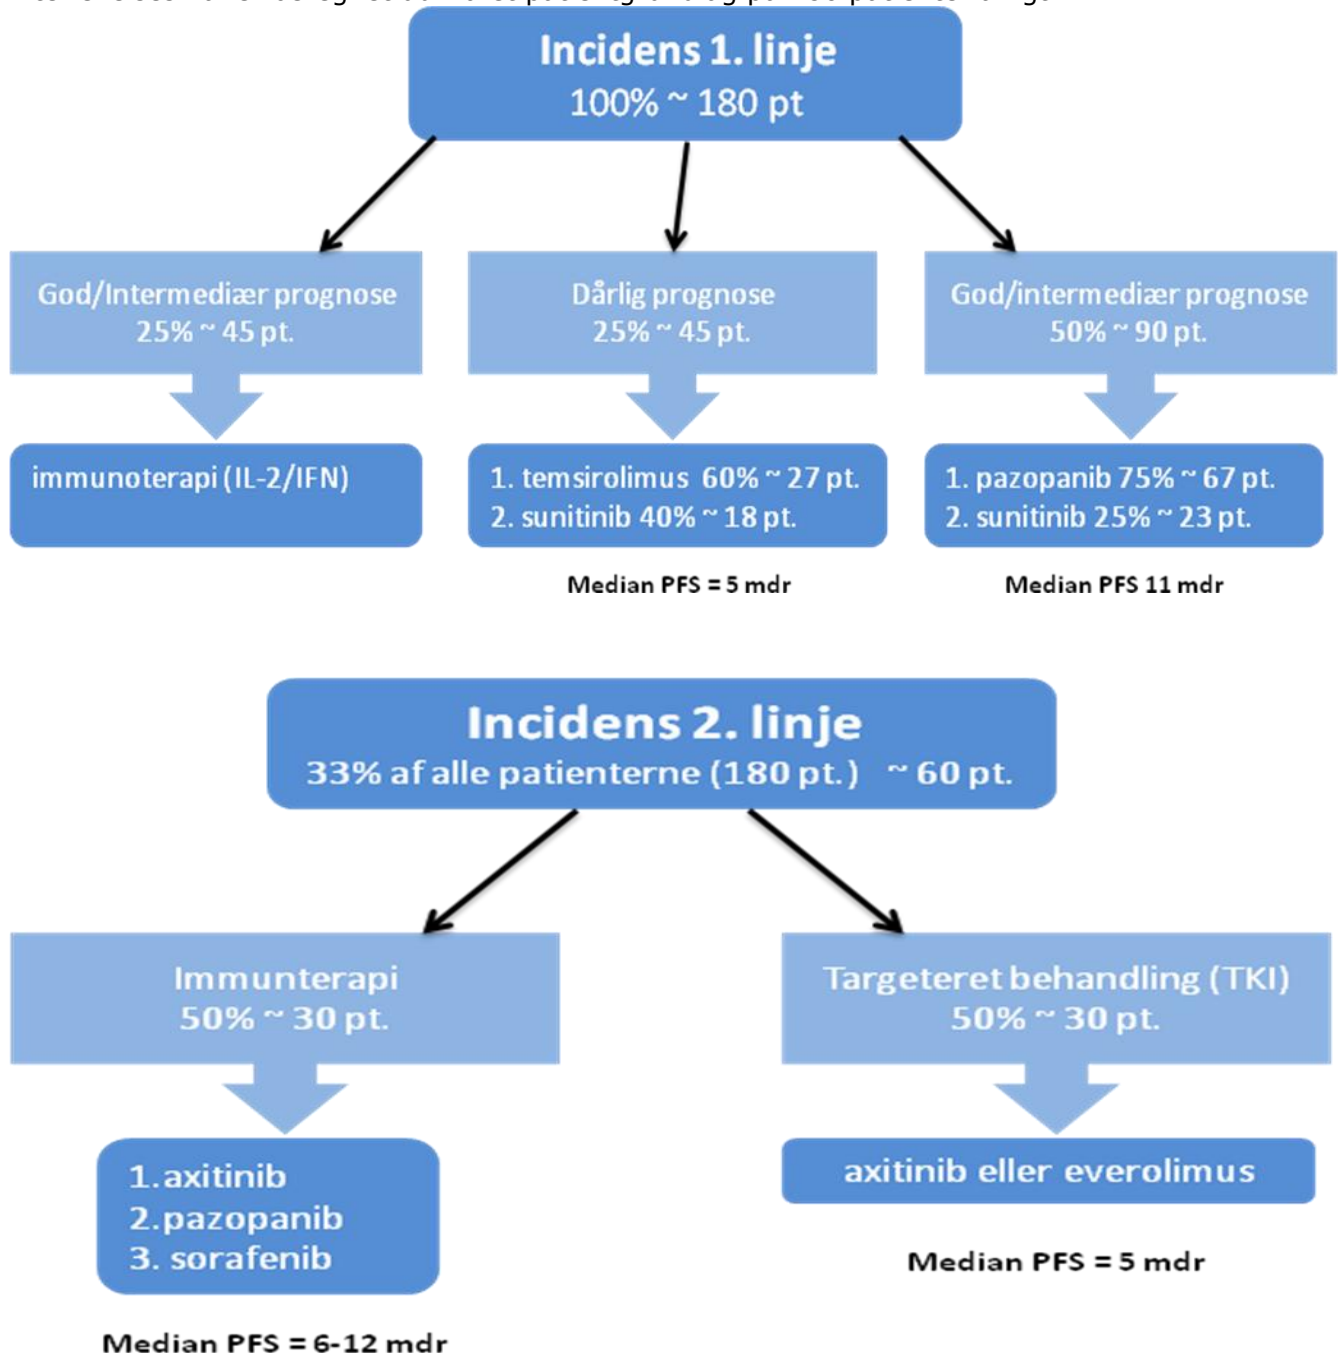 Incidens 1. linje
100% ~ 180 pt
God/Intermediær prognose
25% ~ 45 pt.
Dårlig prognose
25% ~ 45 pt.
God/intermediær prognose
50% ~ 90 pt.
immunoterapi (IL-2/IFN)
1. temsirolimus 60% ~ 27 pt.
2. sunitinib 40% ~ 18 pt.
1. pazopanib 75% ~ 67 pt.
2. sunitinib 25% ~ 23 pt.
Median PFS = 5 mdr
Median PFS 11 mdr
Incidens 2. linje
33% af alle patienterne (180 pt.) ~ 60 pt.
Immunterapi
50% ~ 30 pt.
Targeteret behandling (TKI)
50% ~ 30 pt.
1. axitinib
2. pazopanib
3. sorafenib
axitinib eller everolimus
Median PFS = 5 mdr
Median PFS = 6-12 mdr